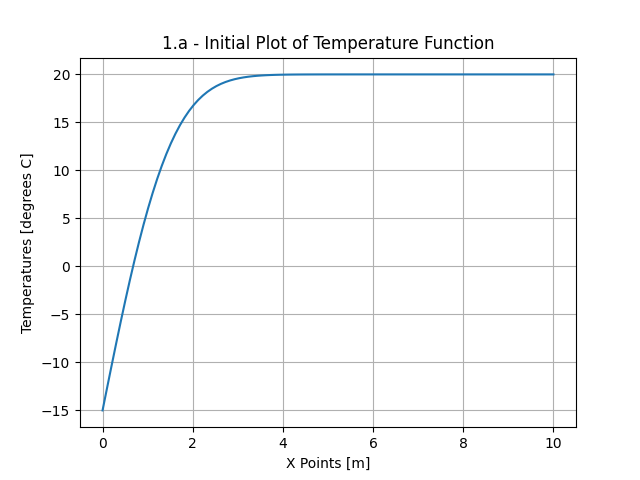 1.a - Initial Plot of Temperature Function
Temperatures [degrees C]
20
15
10
5
0
−5
−10
−15
0 2 4 6 8 10
X Points [m]